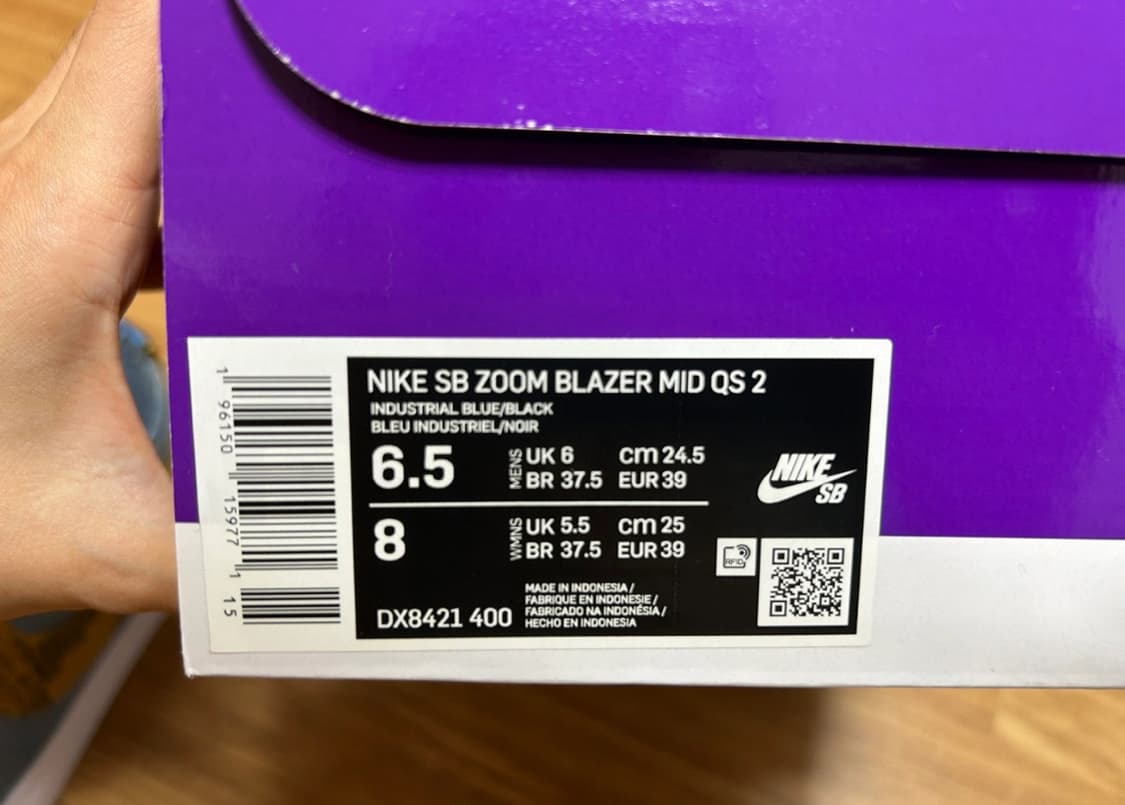 1 96150 15977 1 15
NIKE SB ZOOM BLAZER MID QS 2
INDUSTRIAL BLUE/BLACK
BLEU INDUSTRIEL/NOIR
6.5
MENS
UK 6 cm 24.5
BR 37.5 EUR 39
8
WMNS
UK 5.5 cm 25
BR 37.5 EUR 39
NIKE
SB
RFID
DX8421 400
MADE IN INDONESIA /
FABRIQUE EN INDONESIE /
FABRICADO NA INDONÉSIA /
HECHO EN INDONESIA